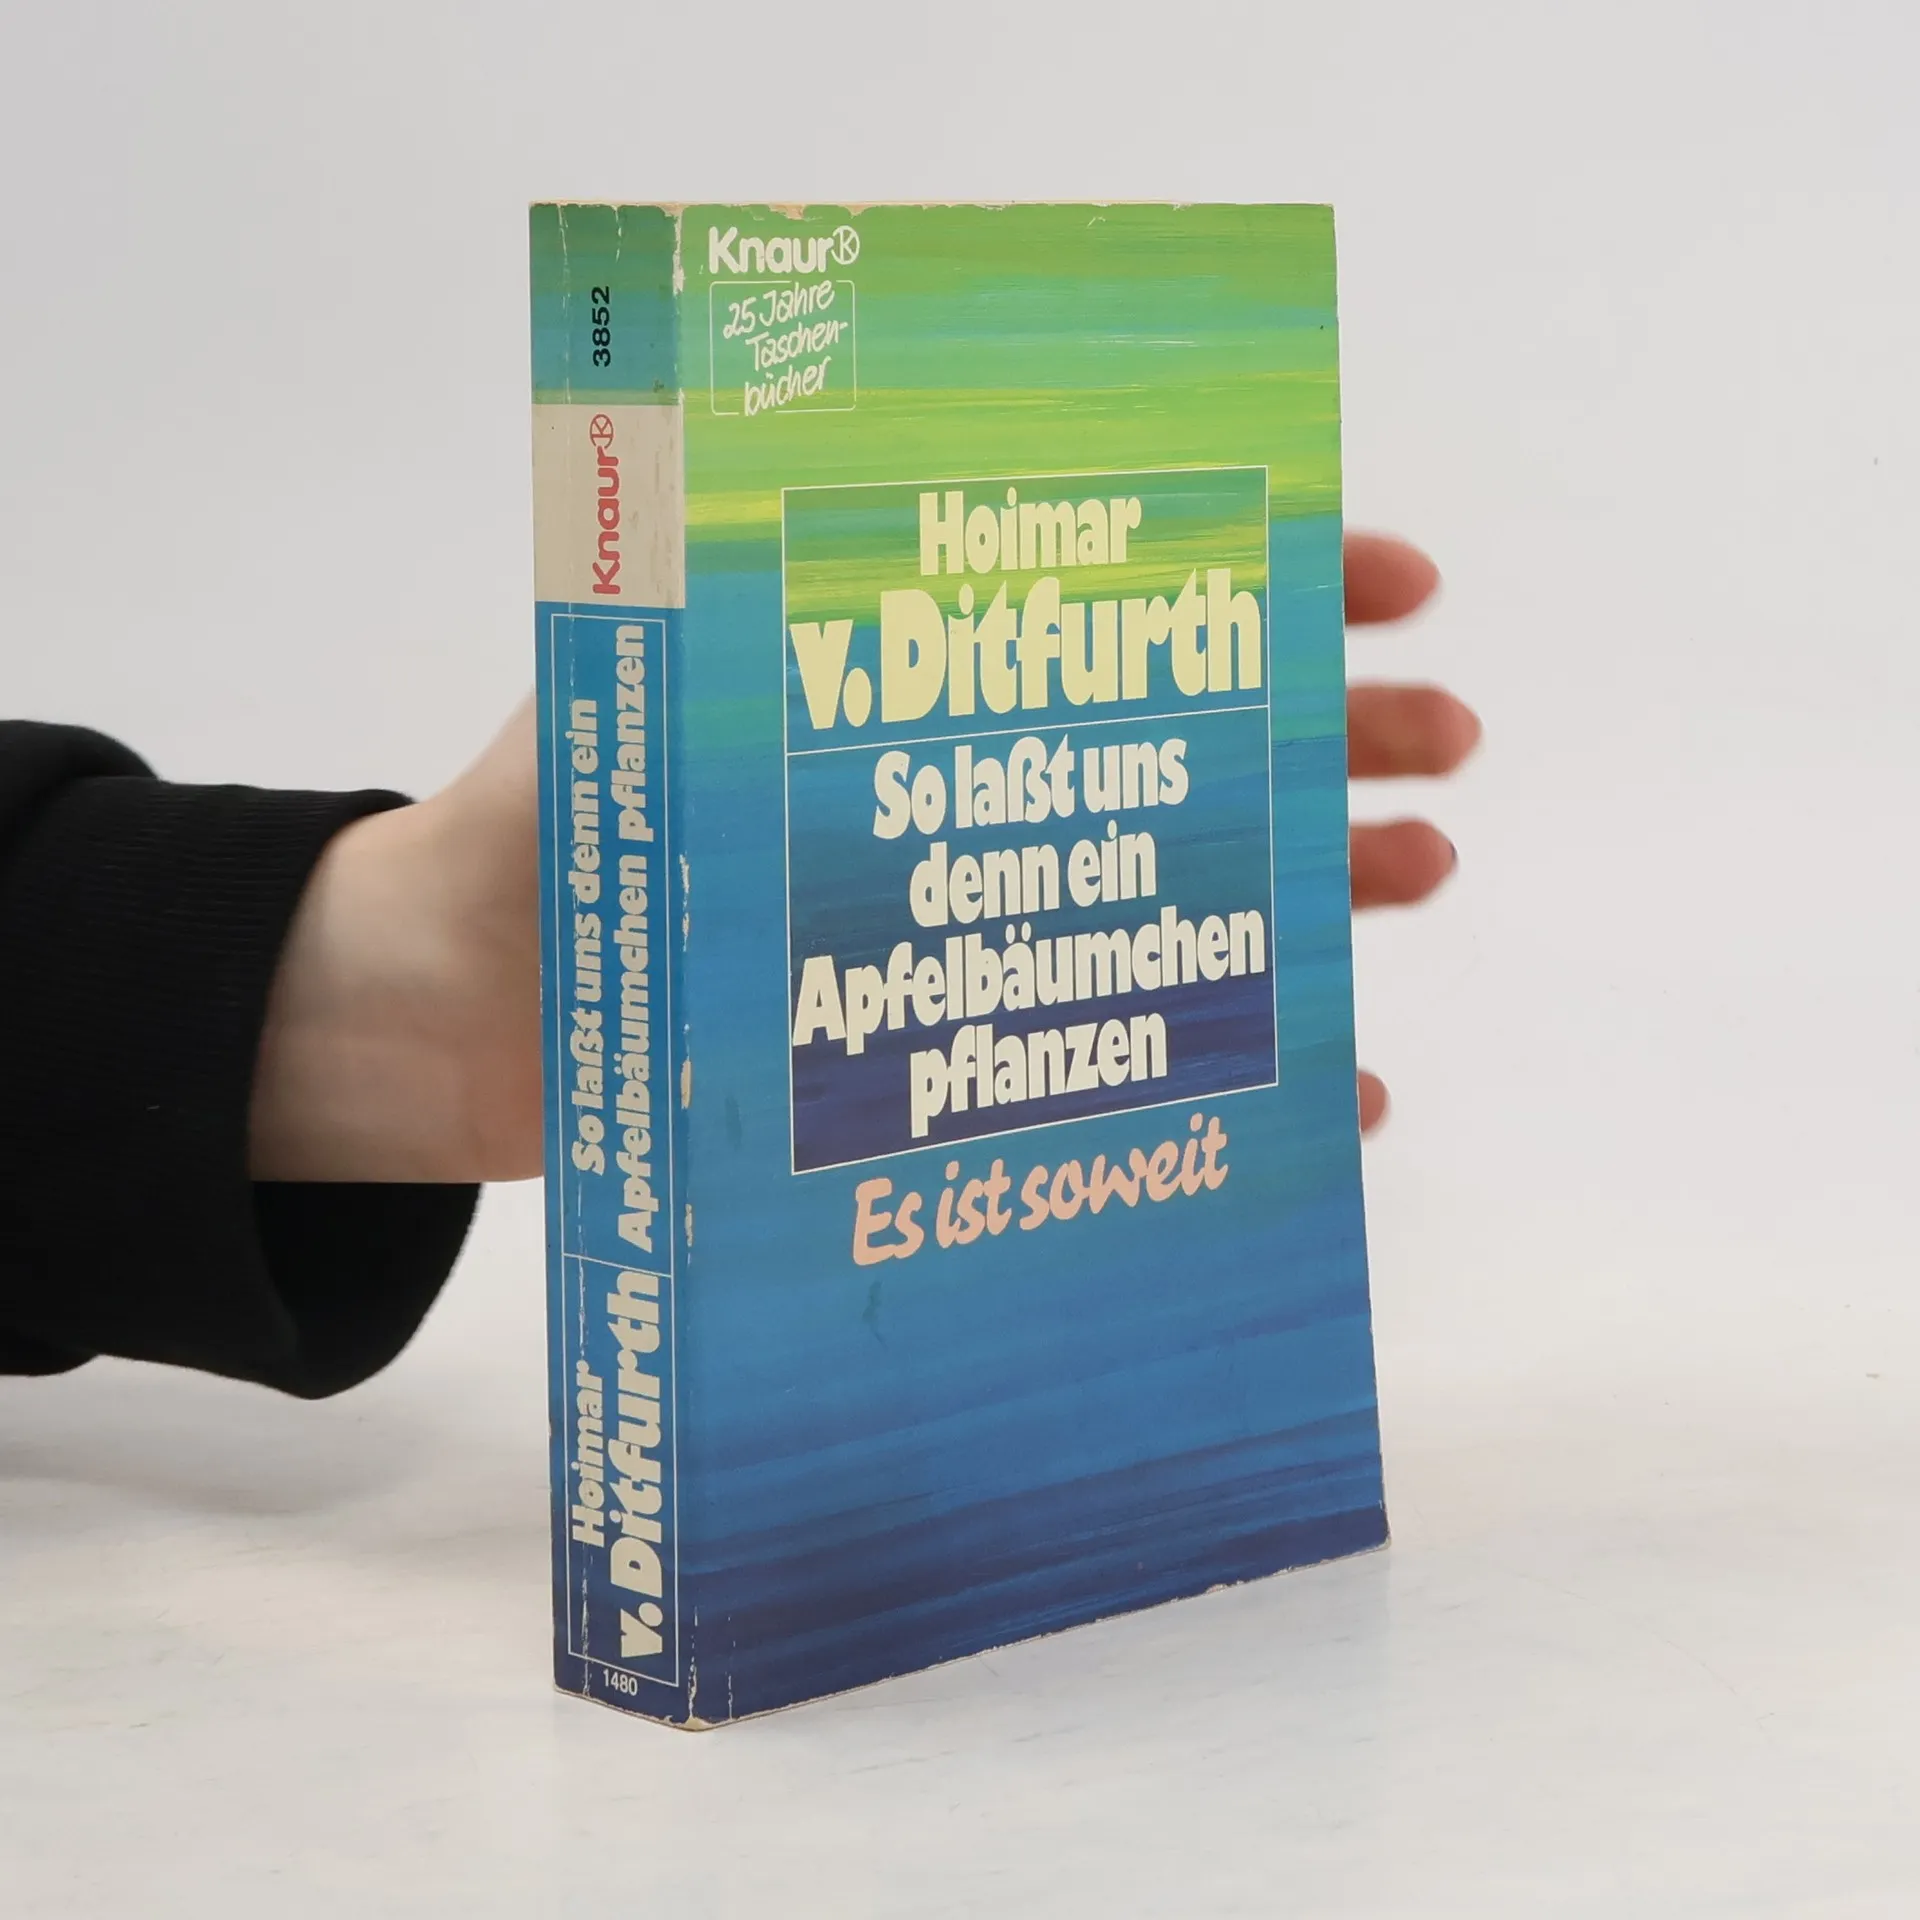 3852
Knaur
So laßt uns denn ein
Apfelbäumchen pflanzen
Hoimar
v. Ditfurth
1480
Knaur
25 Jahre
Taschen-
bücher
Hoimar
v. Ditfurth
So laßt uns
denn ein
Apfelbäumchen
pflanzen
Es ist soweit